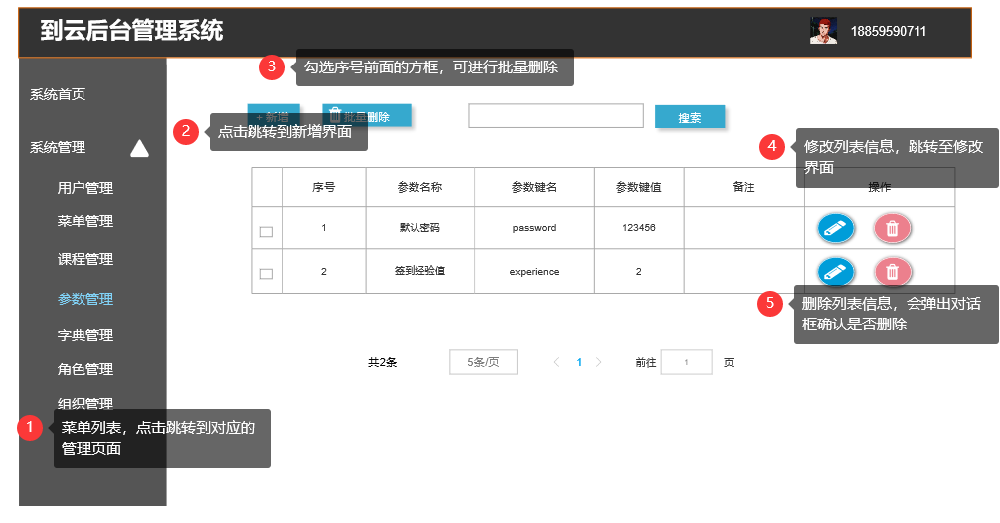 到云后台管理系统
18859590711
3
勾选序号前面的方框，可进行批量删除
系统首页
+ 新增
批量删除
搜索
2
点击跳转到新增界面
系统管理
4
修改列表信息，跳转至修改
界面
用户管理
序号
参数名称
参数键名
参数键值
备注
操作
菜单管理
1
默认密码
password
123456
课程管理
2
签到经验值
experience
2
参数管理
5
删除列表信息，会弹出对话
框确认是否删除
字典管理
共2条
5条/页
1
前往
1
页
角色管理
组织管理
1
菜单列表，点击跳转到对应的
管理页面